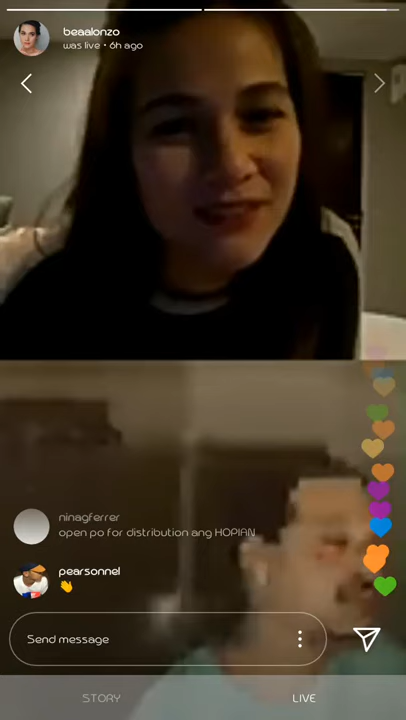 beaalonzo
was live • 6h ago
ninagferrer
open po for distribution ang HOPIAN
pearsonnel
Send message
STORY
LIVE